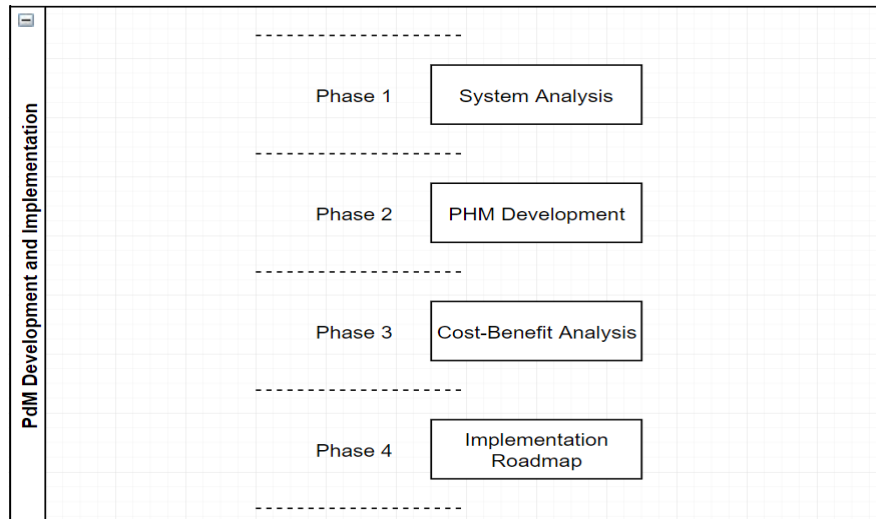 PdM Development and Implementation
Phase 1
System Analysis
Phase 2
PHM Development
Phase 3
Cost-Benefit Analysis
Phase 4
Implementation
Roadmap